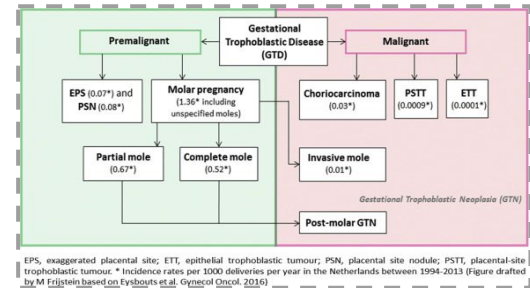 Gestational
Trophoblastic Disease
(GTD)
Premalignant
Malignant
EPS (0.07*) and
PSN (0.08*)
Molar pregnancy
(1.36* including
unspecified moles)
Choriocarcinoma
(0.03*)
PSTT
(0.0009*)
ETT
(0.0001*)
Partial mole
(0.67*)
Complete mole
(0.52*)
Invasive mole
(0.01*)
Gestational Trophoblastic Neoplasia (GTN)
Post-molar GTN
EPS, exaggerated placental site; ETT, epithelial trophoblastic tumour; PSN, placental site nodule; PSTT, placental-site
trophoblastic tumour. * Incidence rates per 1000 deliveries per year in the Netherlands between 1994-2013 (Figure drafted
by M Frijstein based on Eysbouts et al. Gynecol Oncol. 2016)